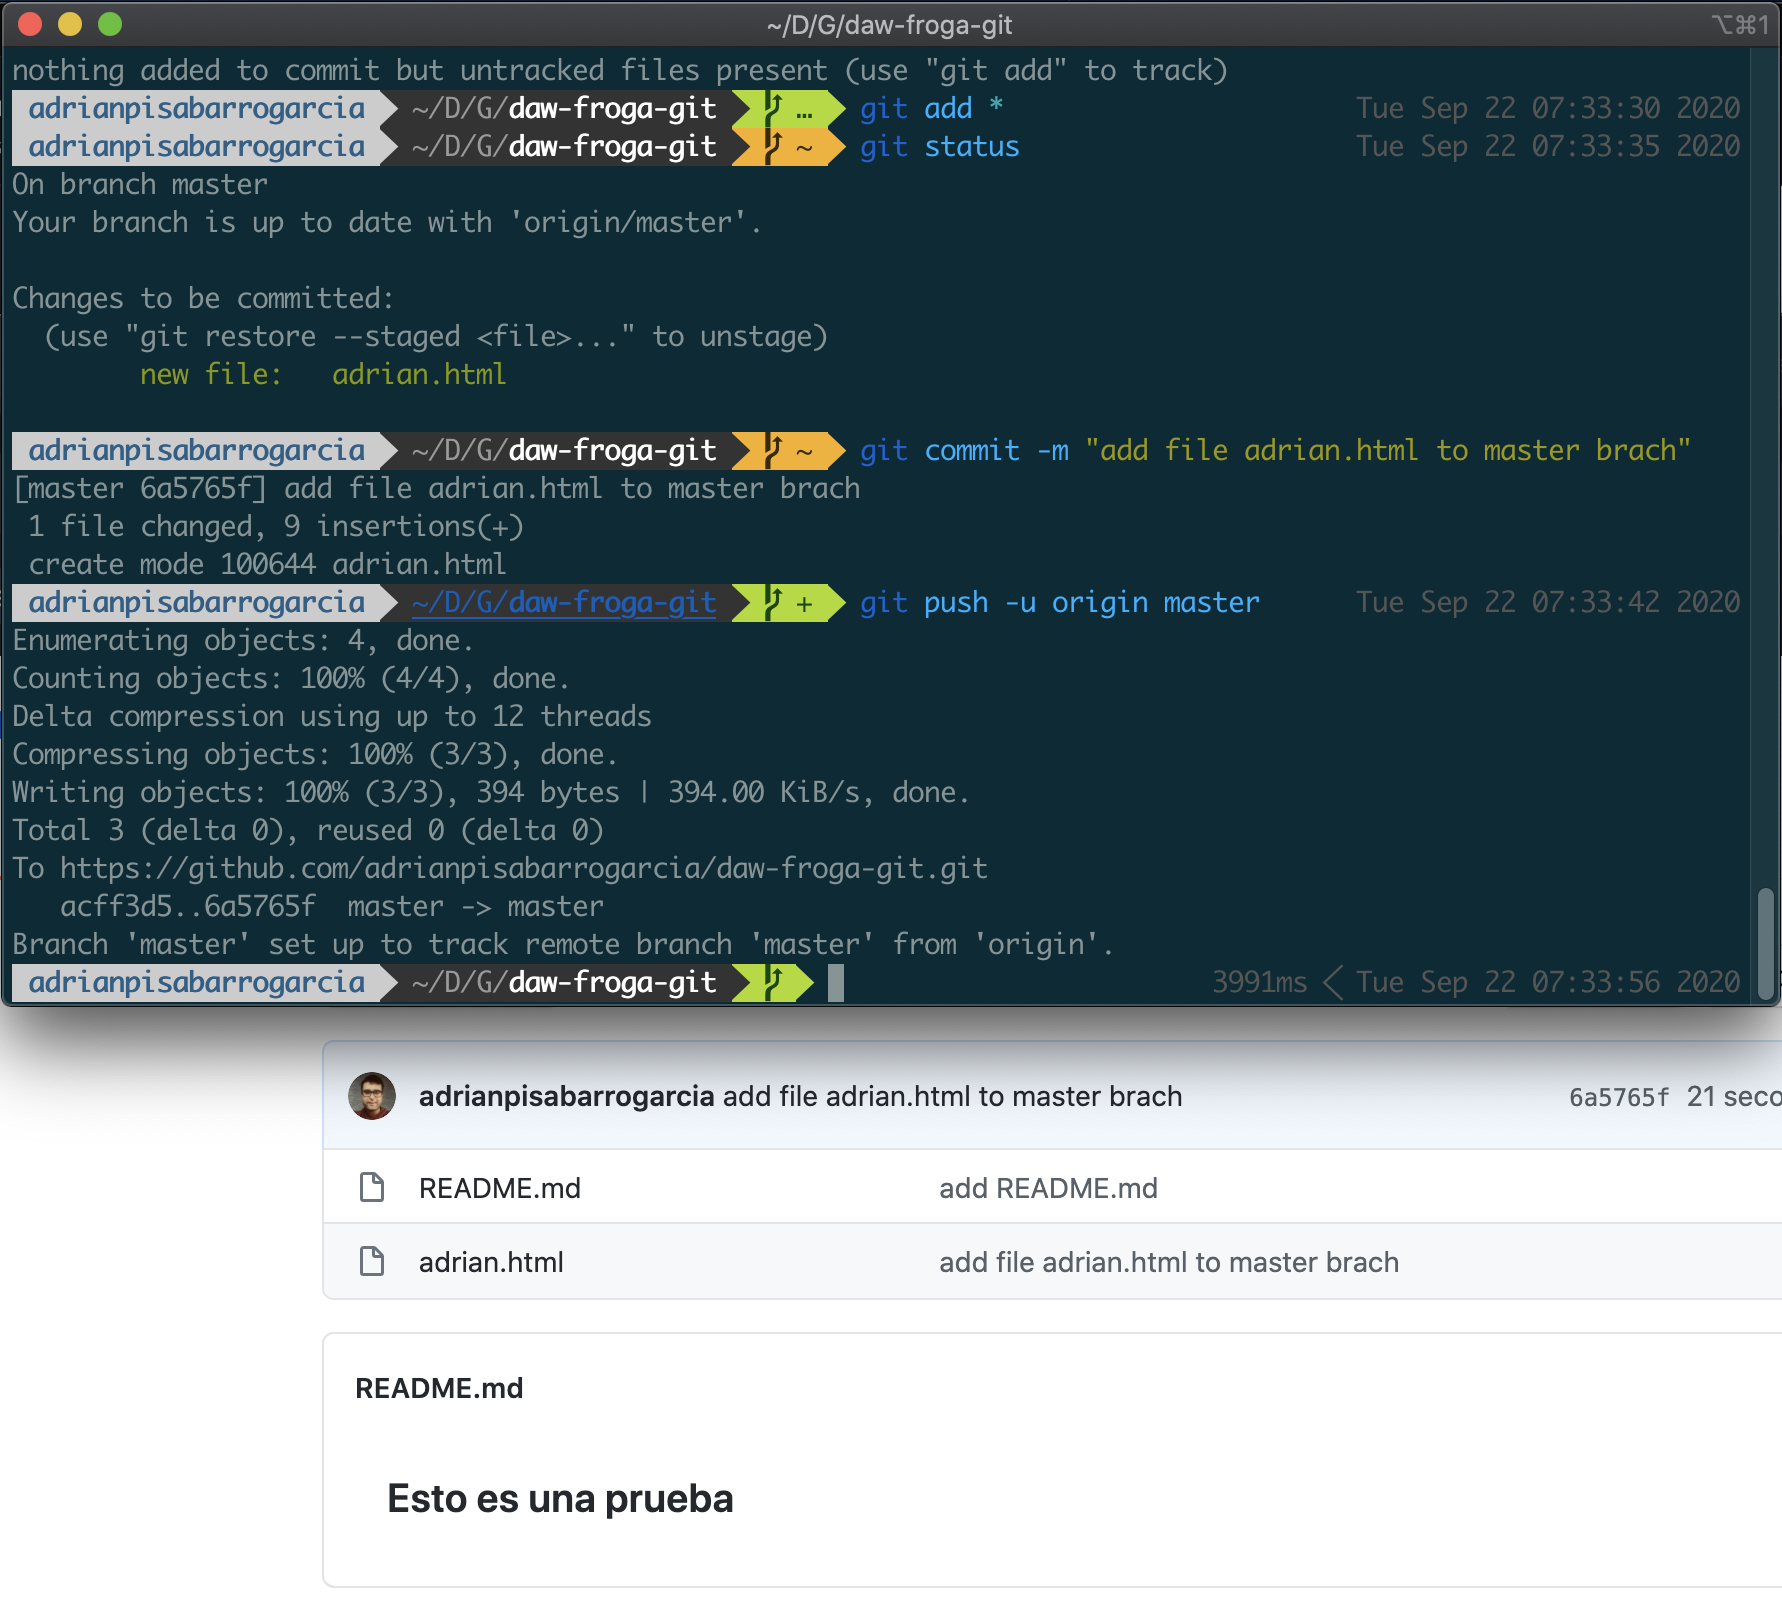 ~/D/G/daw-froga-git ⌥⌘1
nothing added to commit but untracked files present (use "git add" to track)
adrianpisabarrogarcia ~/D/G/daw-froga-git … git add * Tue Sep 22 07:33:30 2020
adrianpisabarrogarcia ~/D/G/daw-froga-git ~ git status Tue Sep 22 07:33:35 2020
On branch master
Your branch is up to date with 'origin/master'.
Changes to be committed:
(use "git restore --staged <file>..." to unstage)
new file: adrian.html
adrianpisabarrogarcia ~/D/G/daw-froga-git ~ git commit -m "add file adrian.html to master brach"
[master 6a5765f] add file adrian.html to master brach
1 file changed, 9 insertions(+)
create mode 100644 adrian.html
adrianpisabarrogarcia ~/D/G/daw-froga-git + git push -u origin master Tue Sep 22 07:33:42 2020
Enumerating objects: 4, done.
Counting objects: 100% (4/4), done.
Delta compression using up to 12 threads
Compressing objects: 100% (3/3), done.
Writing objects: 100% (3/3), 394 bytes | 394.00 KiB/s, done.
Total 3 (delta 0), reused 0 (delta 0)
To https://github.com/adrianpisabarrogarcia/daw-froga-git.git
acff3d5..6a5765f master -> master
Branch 'master' set up to track remote branch 'master' from 'origin'.
adrianpisabarrogarcia ~/D/G/daw-froga-git 3991ms < Tue Sep 22 07:33:56 2020
adrianpisabarrogarcia add file adrian.html to master brach 6a5765f 21 seco
README.md add README.md
adrian.html add file adrian.html to master brach
README.md
Esto es una prueba